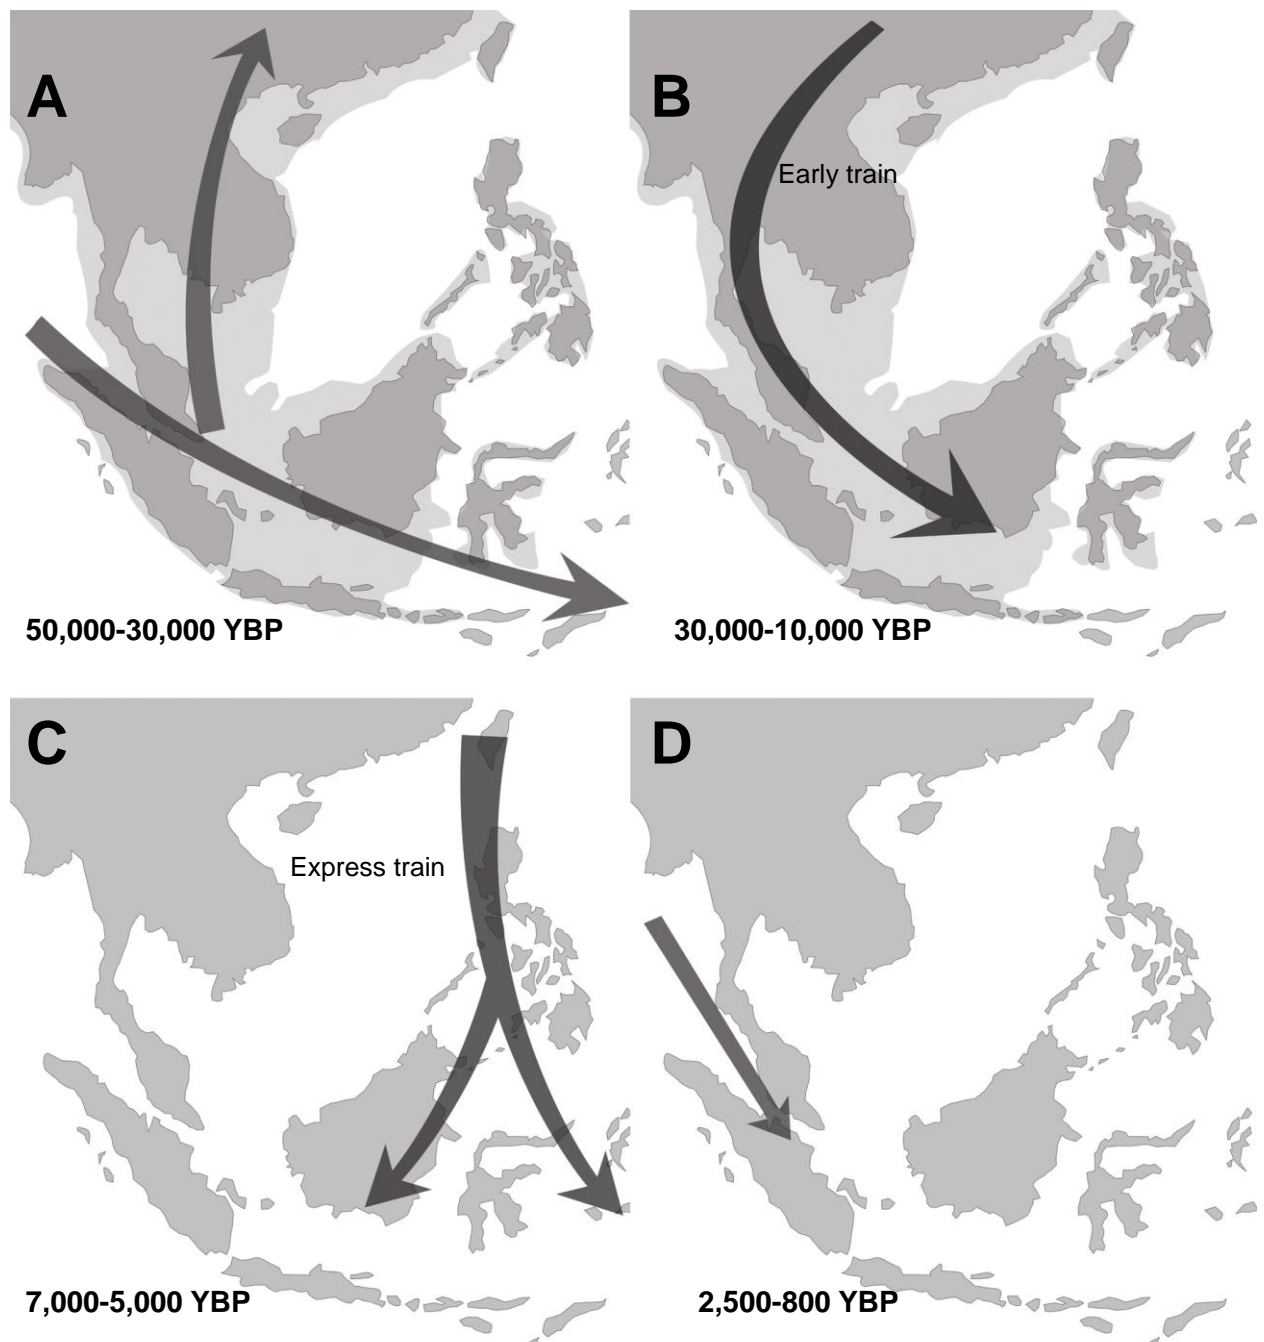 A
B
Early train
50,000-30,000 YBP
30,000-10,000 YBP
C
D
Express train
7,000-5,000 YBP
2,500-800 YBP